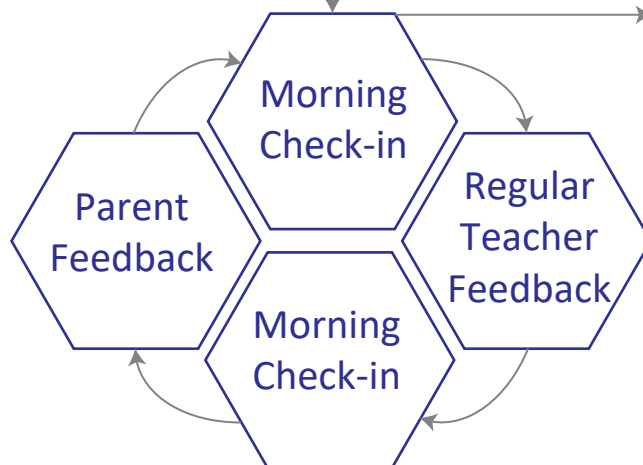 Morning
Check-in
Parent
Feedback
Regular
Teacher
Feedback
Morning
Check-in